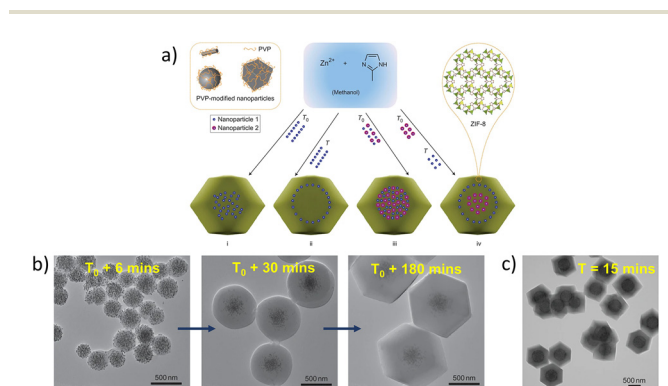 a)
PVP
PVP-modified nanoparticles
Zn²⁺ +
N
NH
(Methanol)
ZIF-8
Nanoparticle 1
Nanoparticle 2
T₀
T
T₀
T₀
T
i
ii
iii
iv
b)
T₀ + 6 mins
500 nm
T₀ + 30 mins
500 nm
T₀ + 180 mins
500 nm
c)
T = 15 mins
500 nm